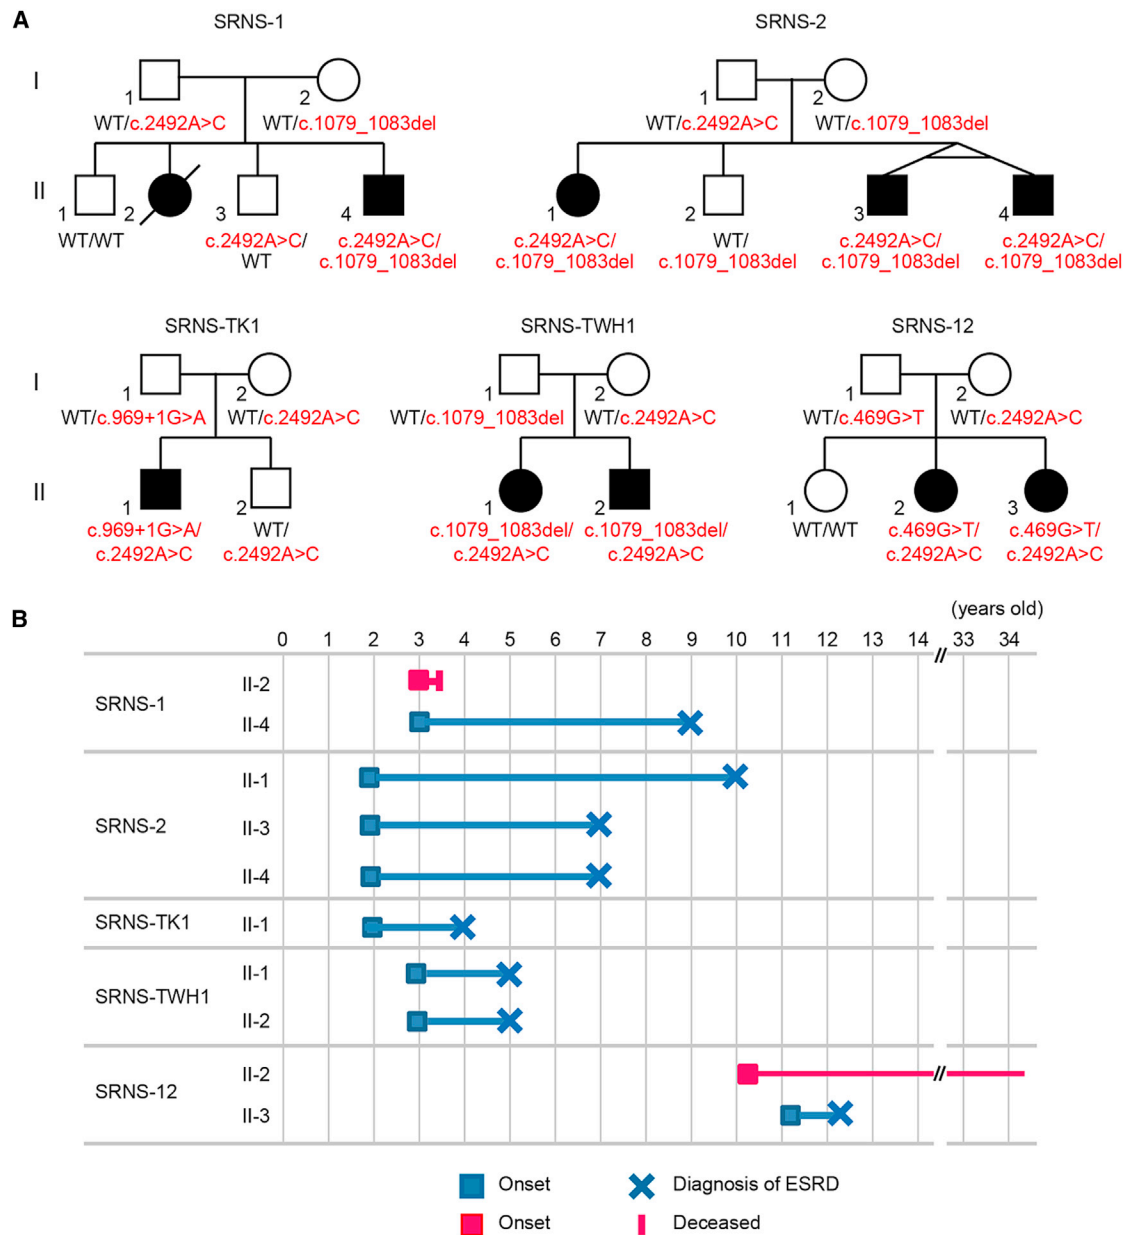 A
SRNS-1 SRNS-2
I
1 2 1 2
WT/c.2492A>C WT/c.1079_1083del WT/c.2492A>C WT/c.1079_1083del
II
1 2 3 4 1 2 3 4
WT/WT c.2492A>C/ c.2492A>C/ c.2492A>C/ WT/ c.2492A>C/ c.2492A>C/
WT c.1079_1083del c.1079_1083del c.1079_1083del c.1079_1083del c.1079_1083del
SRNS-TK1 SRNS-TWH1 SRNS-12
I
1 2 1 2 1 2
WT/c.969+1G>A WT/c.2492A>C WT/c.1079_1083del WT/c.2492A>C WT/c.469G>T WT/c.2492A>C
II
1 2 1 2 1 2 3
c.969+1G>A/ WT/ c.1079_1083del/ c.1079_1083del/ WT/WT c.469G>T/ c.469G>T/
c.2492A>C c.2492A>C c.2492A>C c.2492A>C c.2492A>C c.2492A>C
B
(years old)
0 1 2 3 4 5 6 7 8 9 10 11 12 13 14 33 34
//
SRNS-1
II-2
II-4
SRNS-2
II-1
II-3
II-4
SRNS-TK1 II-1
SRNS-TWH1
II-1
II-2
SRNS-12
II-2 //
II-3
Onset Diagnosis of ESRD
Onset Deceased